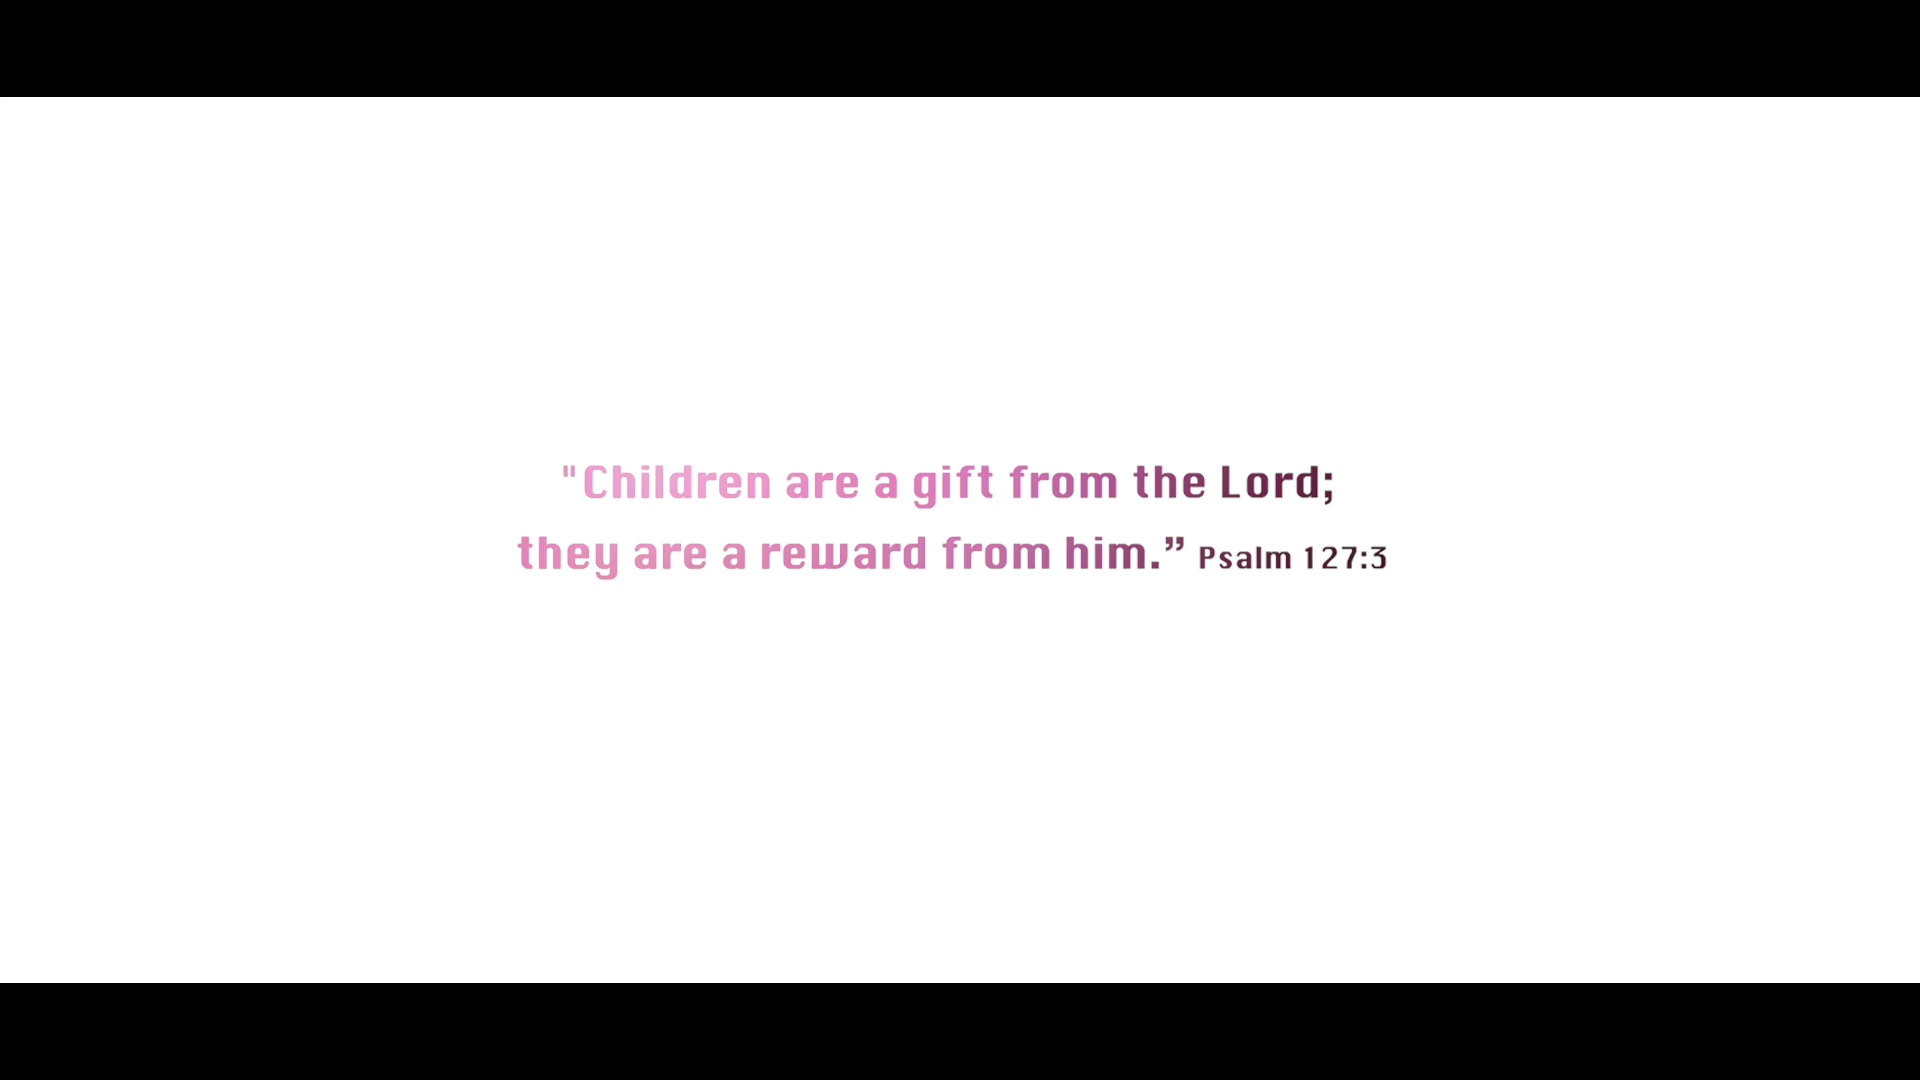 "Children are a gift from the Lord;
they are a reward from him.” Psalm 127:3